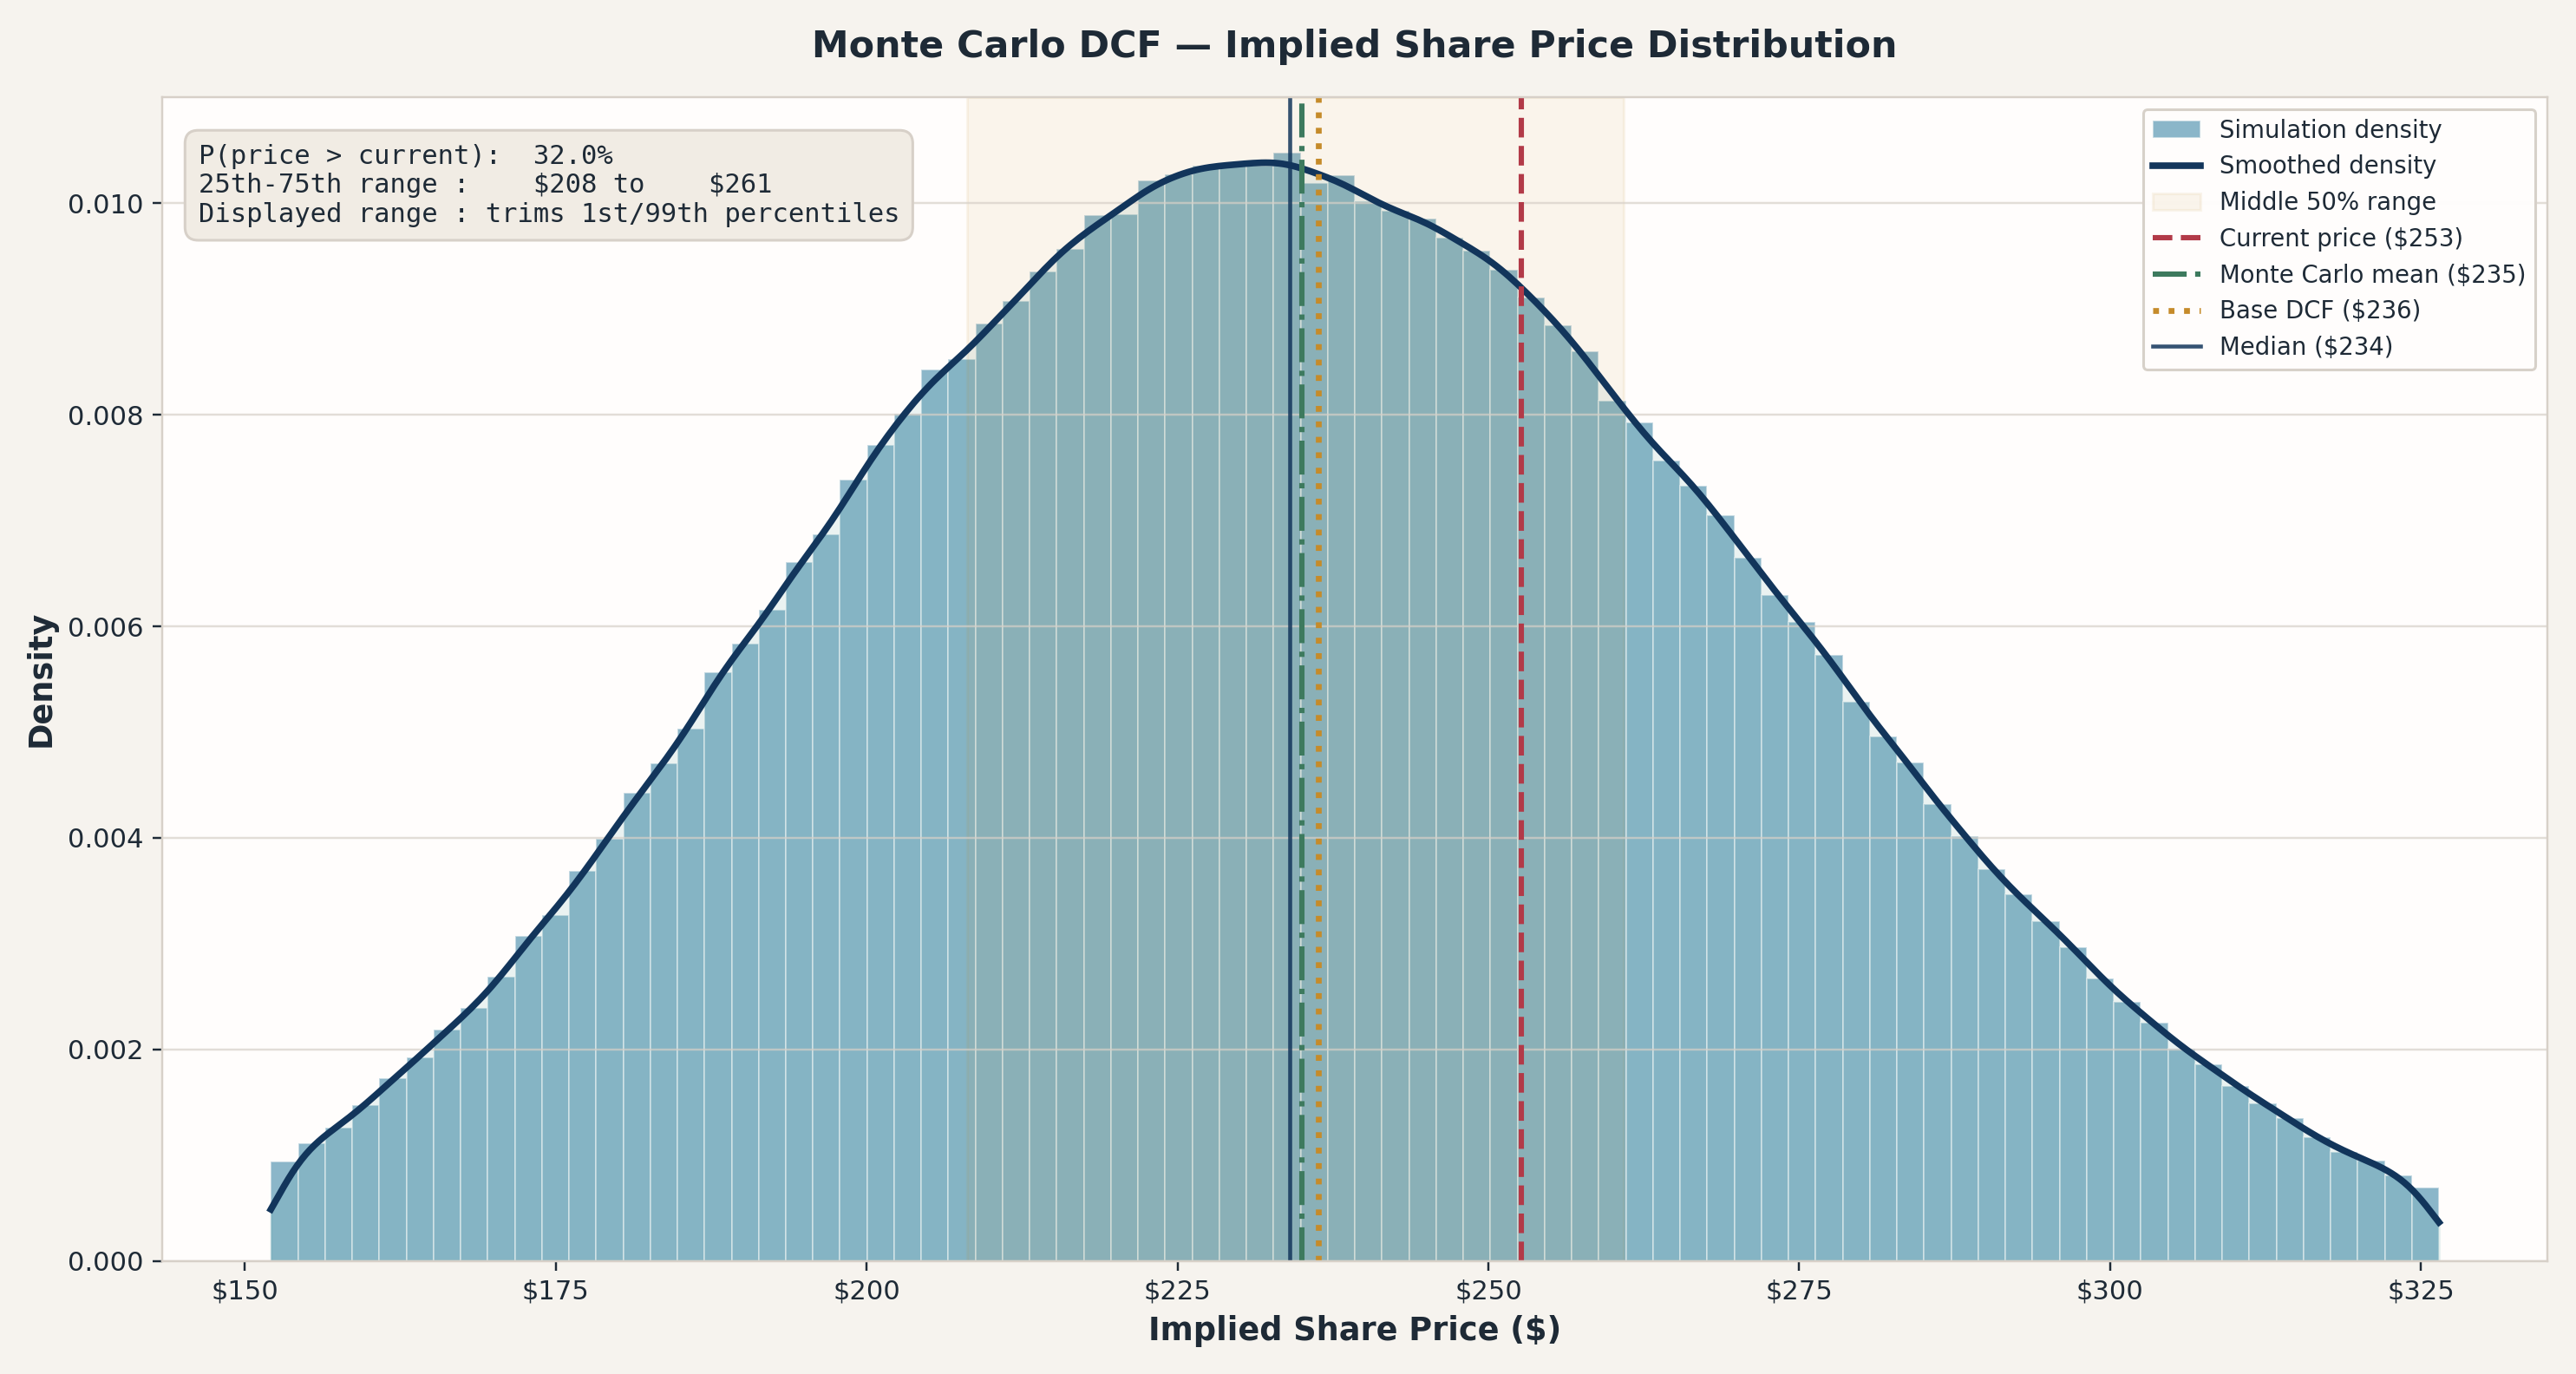 Monte Carlo DCF — Implied Share Price Distribution
P(price > current):  32.0%
25th-75th range :    $208 to    $261
Displayed range : trims 1st/99th percentiles
Simulation density
Smoothed density
Middle 50% range
Current price ($253)
Monte Carlo mean ($235)
Base DCF ($236)
Median ($234)
Density
0.010
0.008
0.006
0.004
0.002
0.000
$150 $175 $200 $225 $250 $275 $300 $325
Implied Share Price ($)